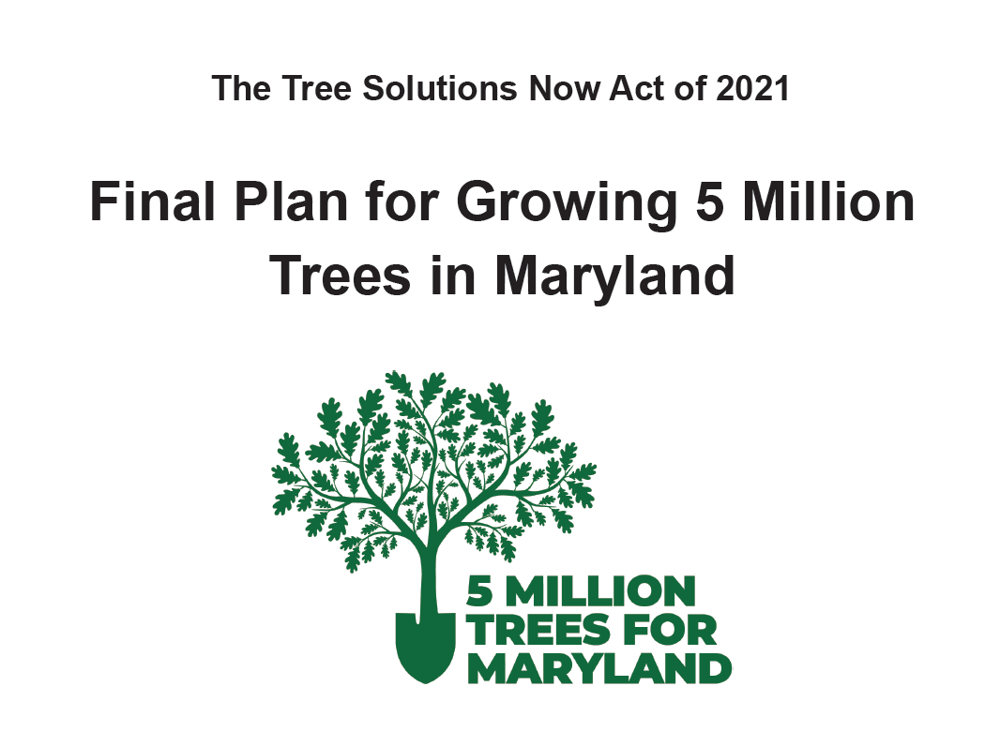 The Tree Solutions Now Act of 2021
Final Plan for Growing 5 Million
Trees in Maryland
5 MILLION
TREES FOR
MARYLAND